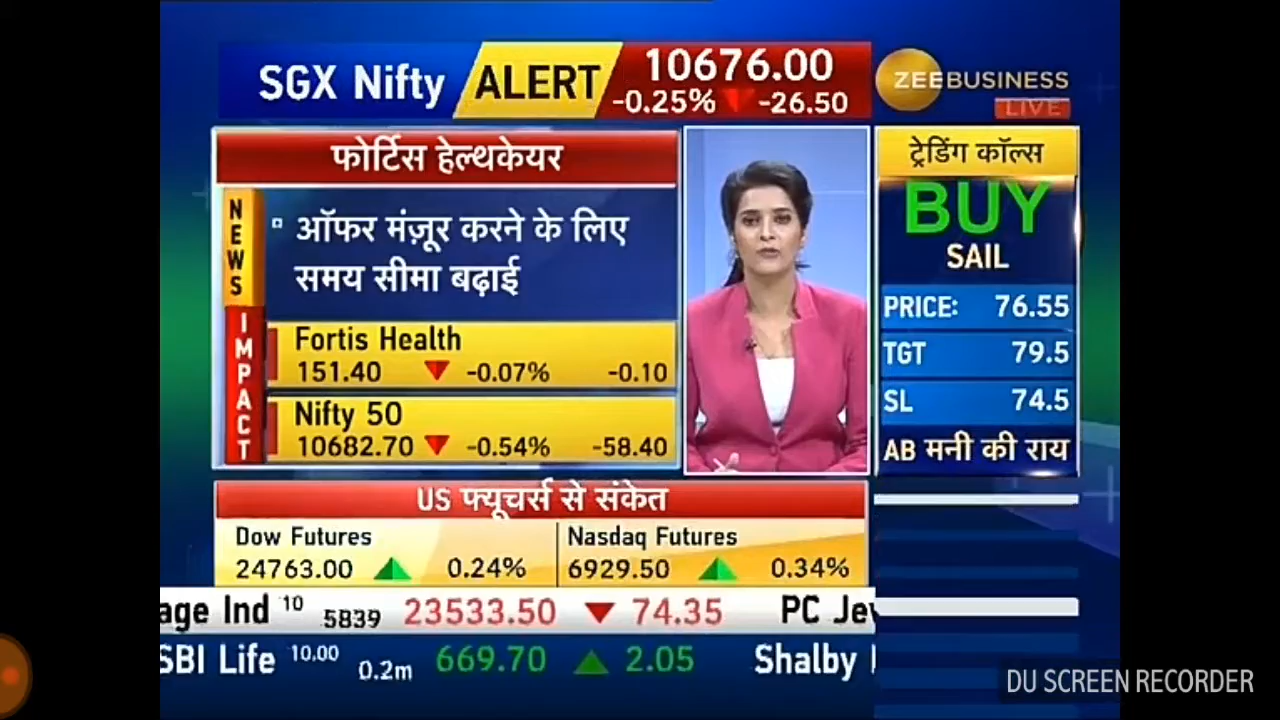 SGX Nifty ALERT 10676.00
-0.25% -26.50
ZEEBUSINESS
LIVE
फोर्टिस हेल्थकेयर
NEWS
ऑफर मंज़ूर करने के लिए
समय सीमा बढ़ाई
IMPACT
Fortis Health
151.40 -0.07% -0.10
Nifty 50
10682.70 -0.54% -58.40
ट्रेडिंग कॉल्स
BUY
SAIL
PRICE: 76.55
TGT 79.5
SL 74.5
AB मनी की राय
US फ्यूचर्स से संकेत
Dow Futures
24763.00 0.24%
Nasdaq Futures
6929.50 0.34%
age Ind 10 5839 23533.50 74.35 PC Jew
SBI Life 10.00 0.2m 669.70 2.05 Shalby
DU SCREEN RECORDER